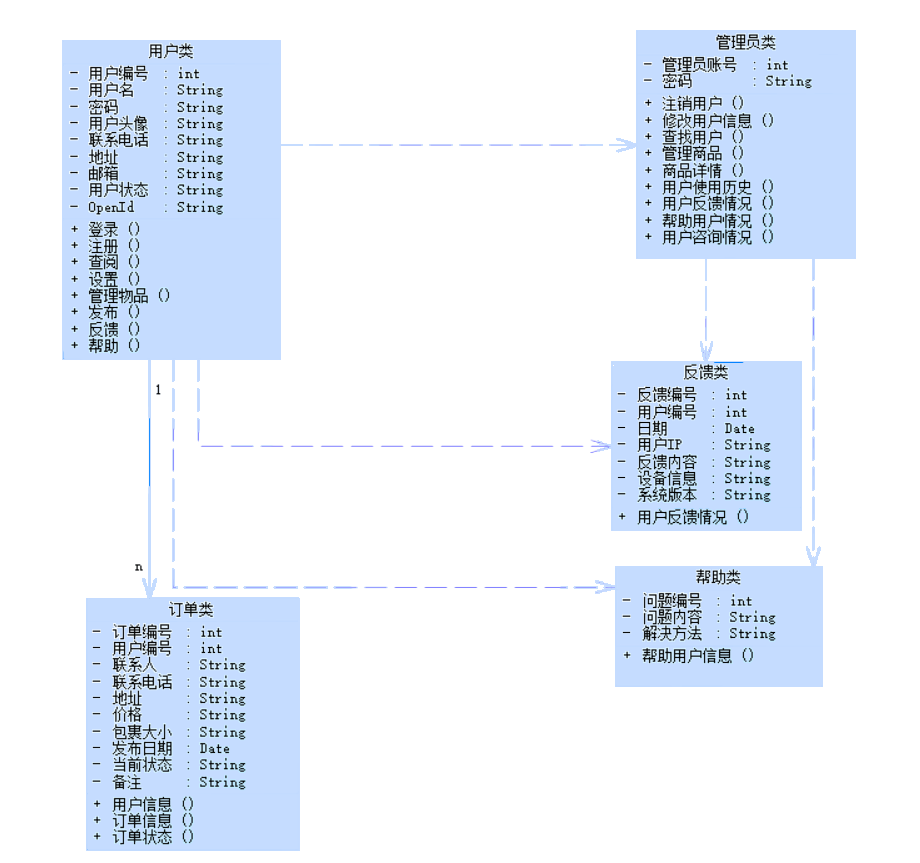 用户类
- 用户编号 : int
- 用户名 : String
- 密码 : String
- 用户头像 : String
- 联系电话 : String
- 地址 : String
- 邮箱 : String
- 用户状态 : String
- OpenId : String
+ 登录 ()
+ 注册 ()
+ 查阅 ()
+ 设置 ()
+ 管理物品 ()
+ 发布 ()
+ 反馈 ()
+ 帮助 ()
管理员类
- 管理员账号 : int
- 密码 : String
+ 注销用户 ()
+ 修改用户信息 ()
+ 查找用户 ()
+ 管理商品 ()
+ 商品详情 ()
+ 用户使用历史 ()
+ 用户反馈情况 ()
+ 帮助用户情况 ()
+ 用户咨询情况 ()
反馈类
- 反馈编号 : int
- 用户编号 : int
- 日期 : Date
- 用户IP : String
- 反馈内容 : String
- 设备信息 : String
- 系统版本 : String
+ 用户反馈情况 ()
1
n
帮助类
- 问题编号 : int
- 问题内容 : String
- 解决方法 : String
+ 帮助用户信息 ()
订单类
- 订单编号 : int
- 用户编号 : int
- 联系人 : String
- 联系电话 : String
- 地址 : String
- 价格 : String
- 包裹大小 : String
- 发布日期 : Date
- 当前状态 : String
- 备注 : String
+ 用户信息 ()
+ 订单信息 ()
+ 订单状态 ()